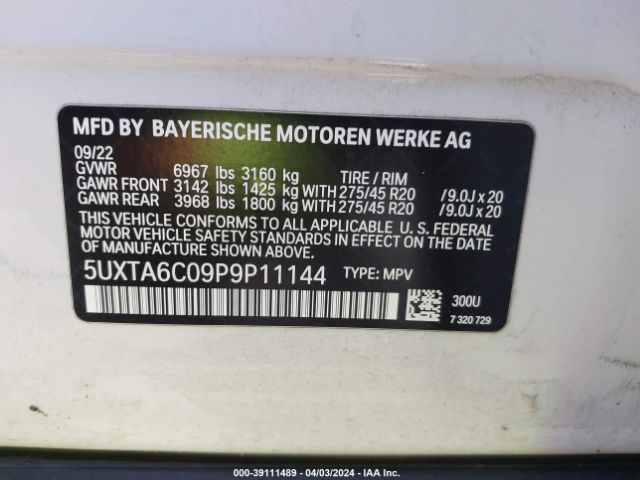 MFD BY BAYERISCHE MOTOREN WERKE AG
09/22
GVWR 6967 lbs 3160 kg TIRE / RIM
GAWR FRONT 3142 lbs 1425 kg WITH 275/45 R20 /9.0J x 20
GAWR REAR 3968 lbs 1800 kg WITH 275/45 R20 /9.0J x 20
THIS VEHICLE CONFORMS TO ALL APPLICABLE U.S. FEDERAL
MOTOR VEHICLE SAFETY STANDARDS IN EFFECT ON THE DATE
OF MANUFACTURE SHOWN ABOVE.
5UXTA6C09P9P11144 TYPE: MPV
300U
7 320 729
© IAA
000-39111489 - 04/03/2024 - © IAA